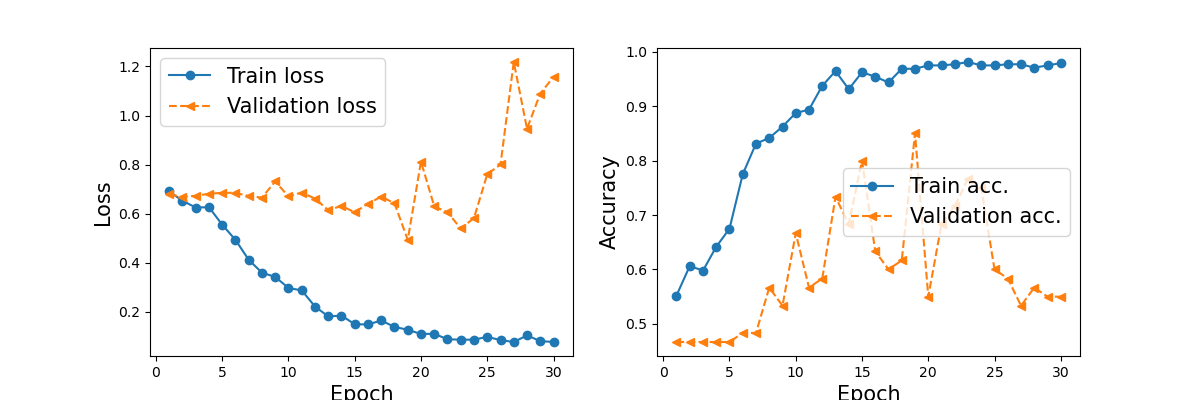 Train loss
Validation loss
1.2
1.0
0.8
0.6
0.4
0.2
Loss
0 5 10 15 20 25 30
Epoch
Train acc.
Validation acc.
1.0
0.9
0.8
0.7
0.6
0.5
Accuracy
0 5 10 15 20 25 30
Epoch